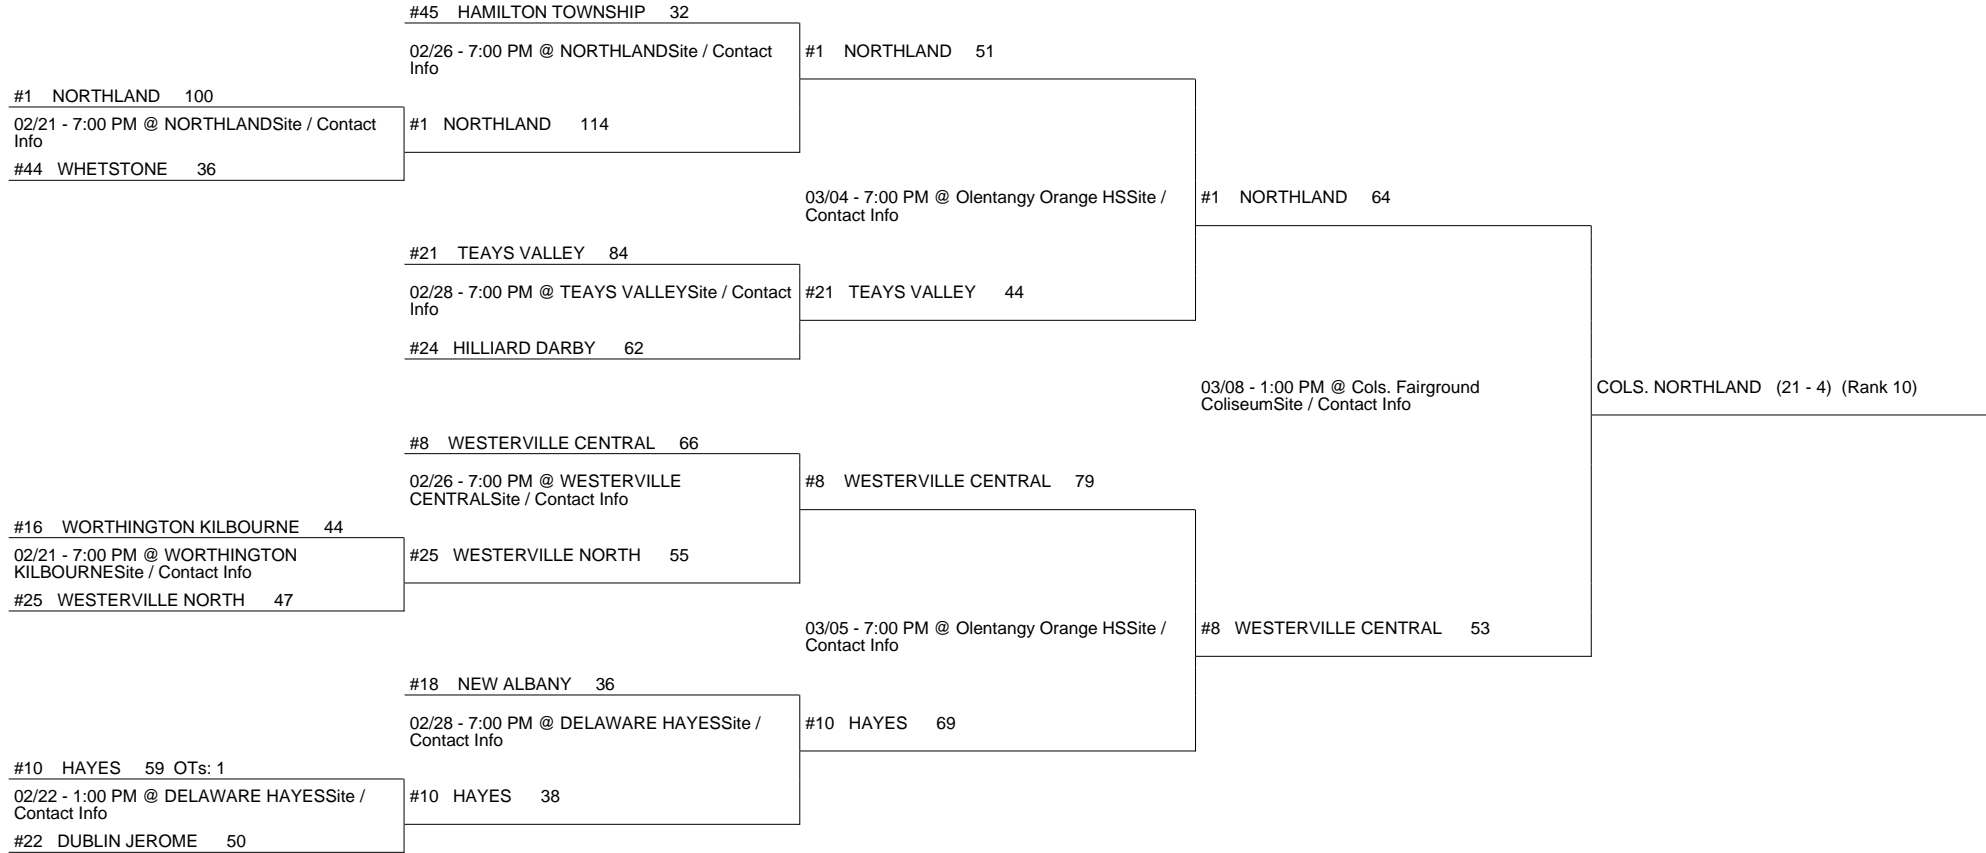 #45 HAMILTON TOWNSHIP 32
02/26 - 7:00 PM @ NORTHLANDSite / Contact
Info
#1 NORTHLAND 51
#1 NORTHLAND 100
02/21 - 7:00 PM @ NORTHLANDSite / Contact
Info
#1 NORTHLAND 114
#44 WHETSTONE 36
03/04 - 7:00 PM @ Olentangy Orange HSSite /
Contact Info
#1 NORTHLAND 64
#21 TEAYS VALLEY 84
02/28 - 7:00 PM @ TEAYS VALLEYSite / Contact
Info
#21 TEAYS VALLEY 44
#24 HILLIARD DARBY 62
03/08 - 1:00 PM @ Cols. Fairground
ColiseumSite / Contact Info
COLS. NORTHLAND (21 - 4) (Rank 10)
#8 WESTERVILLE CENTRAL 66
02/26 - 7:00 PM @ WESTERVILLE
CENTRALSite / Contact Info
#8 WESTERVILLE CENTRAL 79
#16 WORTHINGTON KILBOURNE 44
02/21 - 7:00 PM @ WORTHINGTON
KILBOURNESite / Contact Info
#25 WESTERVILLE NORTH 55
#25 WESTERVILLE NORTH 47
03/05 - 7:00 PM @ Olentangy Orange HSSite /
Contact Info
#8 WESTERVILLE CENTRAL 53
#18 NEW ALBANY 36
02/28 - 7:00 PM @ DELAWARE HAYESSite /
Contact Info
#10 HAYES 69
#10 HAYES 59 OTs: 1
02/22 - 1:00 PM @ DELAWARE HAYESSite /
Contact Info
#10 HAYES 38
#22 DUBLIN JEROME 50